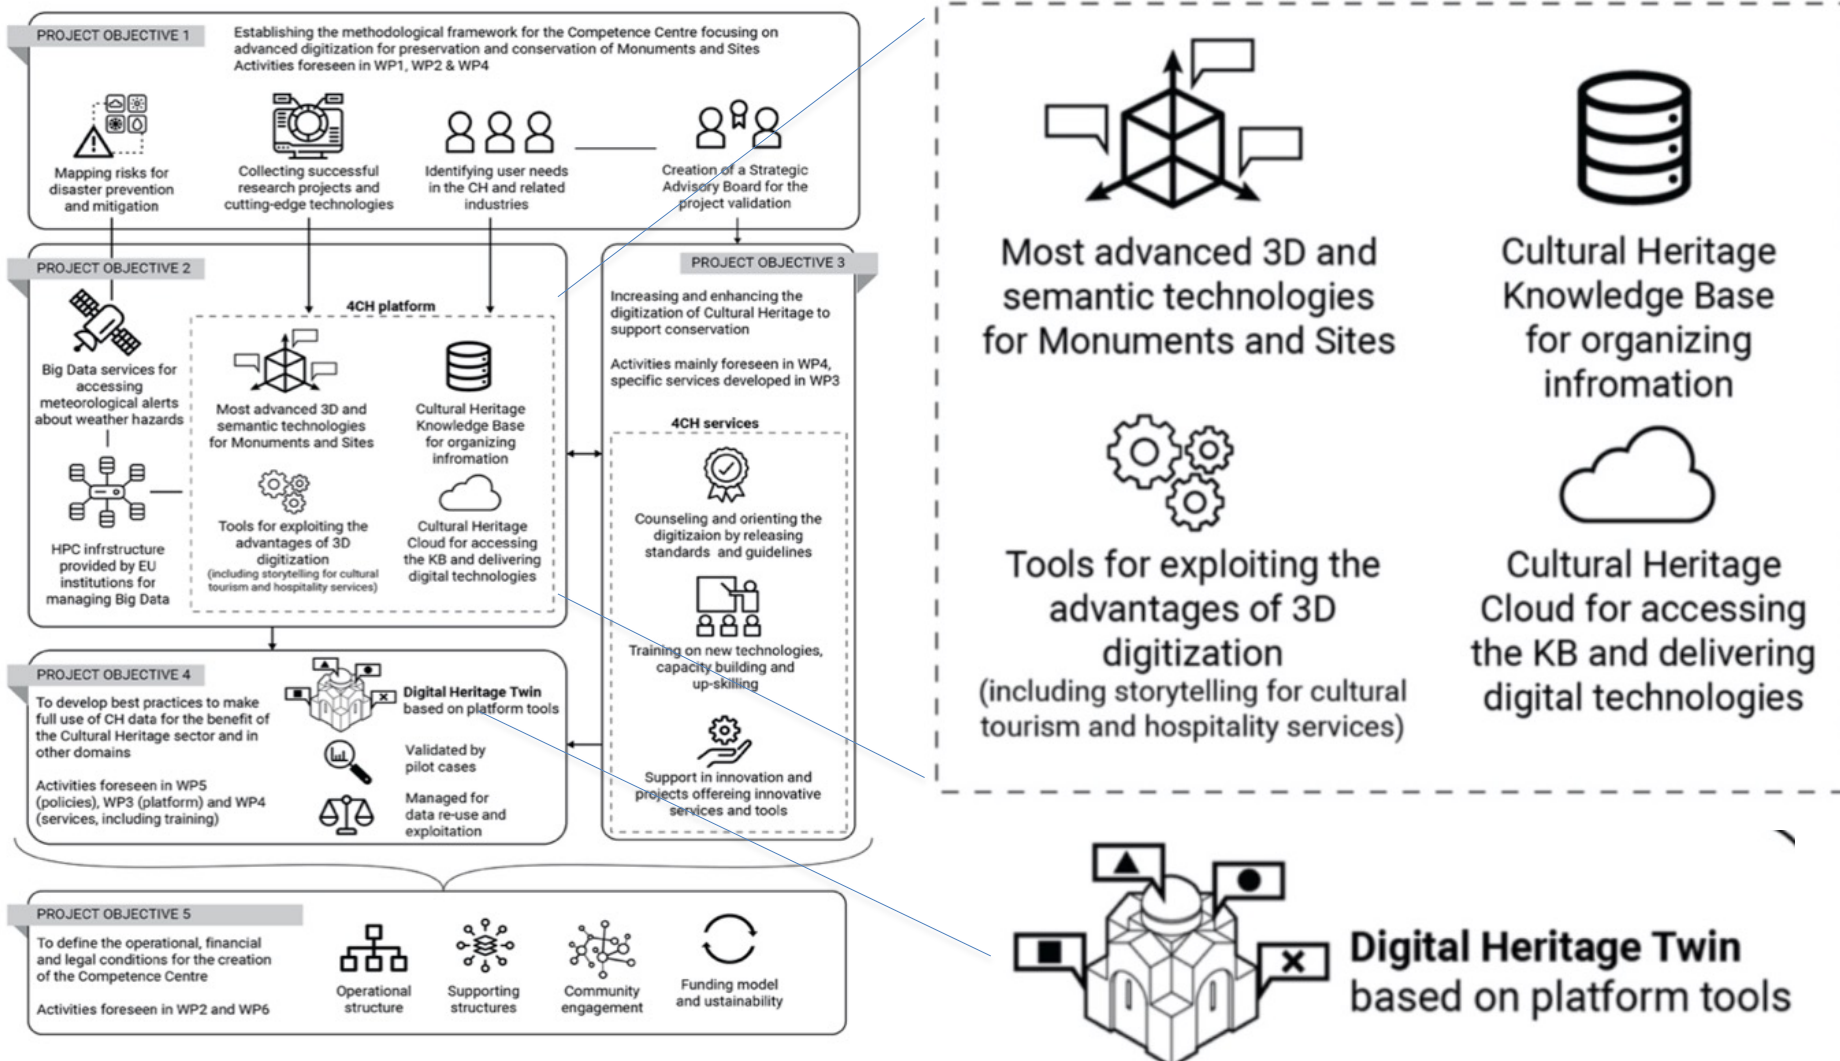 PROJECT OBJECTIVE 1
Establishing the methodological framework for the Competence Centre focusing on
advanced digitization for preservation and conservation of Monuments and Sites
Activities foreseen in WP1, WP2 & WP4
Mapping risks for
disaster prevention
and mitigation
Collecting successful
research projects and
cutting-edge technologies
Identifying user needs
in the CH and related
industries
Creation of a Strategic
Advisory Board for the
project validation
PROJECT OBJECTIVE 2
Big Data services for
accessing
meteorological alerts
about weather hazards
HPC infrstructure
provided by EU
institutions for
managing Big Data
4CH platform
Most advanced 3D and
semantic technologies
for Monuments and Sites
Cultural Heritage
Knowledge Base
for organizing
infromation
Tools for exploiting the
advantages of 3D
digitization
(including storytelling for cultural
tourism and hospitality services)
Cultural Heritage
Cloud for accessing
the KB and delivering
digital technologies
PROJECT OBJECTIVE 3
Increasing and enhancing the
digitization of Cultural Heritage to
support conservation
Activities mainly foreseen in WP4,
specific services developed in WP3
4CH services
Counseling and orienting the
digitizaion by releasing
standards and guidelines
Training on new technologies,
capacity building and
up-skilling
Support in innovation and
projects offereing innovative
services and tools
PROJECT OBJECTIVE 4
To develop best practices to make
full use of CH data for the benefit of
the Cultural Heritage sector and in
other domains
Activities foreseen in WP5
(policies), WP3 (platform) and WP4
(services, including training)
Digital Heritage Twin
based on platform tools
Validated by
pilot cases
Managed for
data re-use and
exploitation
PROJECT OBJECTIVE 5
To define the operational, financial
and legal conditions for the creation
of the Competence Centre
Activities foreseen in WP2 and WP6
Operational
structure
Supporting
structures
Community
engagement
Funding model
and ustainability
Most advanced 3D and
semantic technologies
for Monuments and Sites
Cultural Heritage
Knowledge Base
for organizing
infromation
Tools for exploiting the
advantages of 3D
digitization
(including storytelling for cultural
tourism and hospitality services)
Cultural Heritage
Cloud for accessing
the KB and delivering
digital technologies
Digital Heritage Twin
based on platform tools